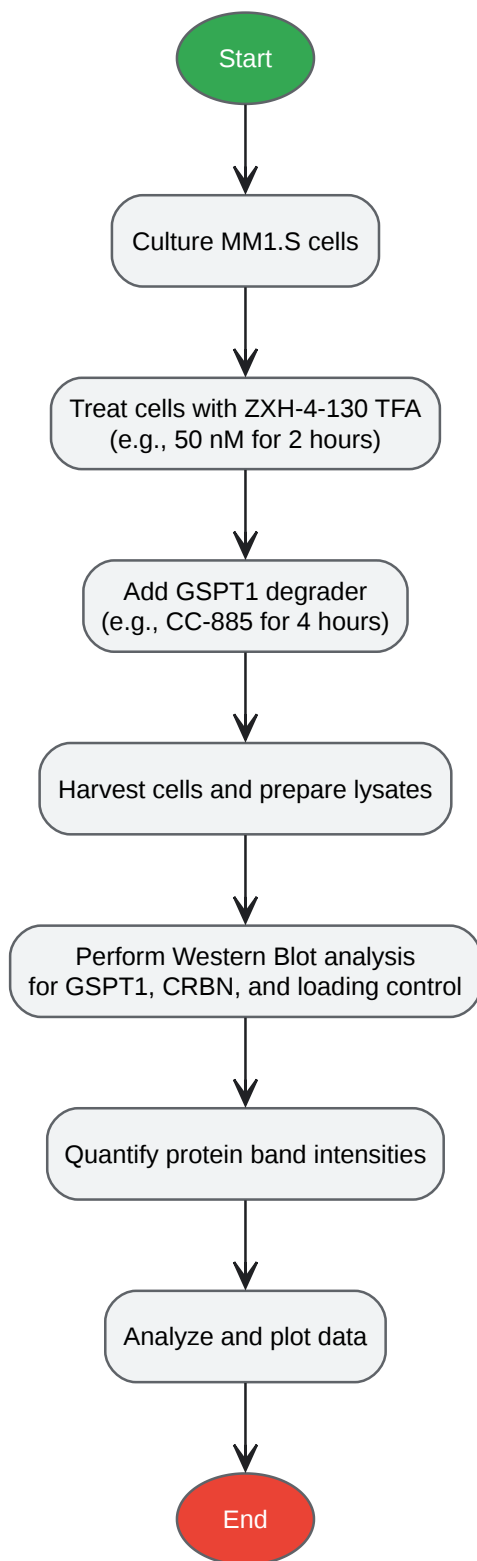 Start
Culture MM1.S cells
Treat cells with ZXH-4-130 TFA
(e.g., 50 nM for 2 hours)
Add GSPT1 degrader
(e.g., CC-885 for 4 hours)
Harvest cells and prepare lysates
Perform Western Blot analysis
for GSPT1, CRBN, and loading control
Quantify protein band intensities
Analyze and plot data
End